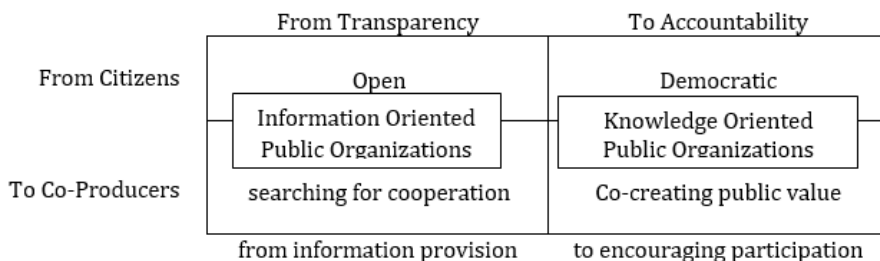 From Transparency To Accountability
From Citizens Open Democratic
Information Oriented Knowledge Oriented
Public Organizations Public Organizations
To Co-Producers searching for cooperation Co-creating public value
from information provision to encouraging participation